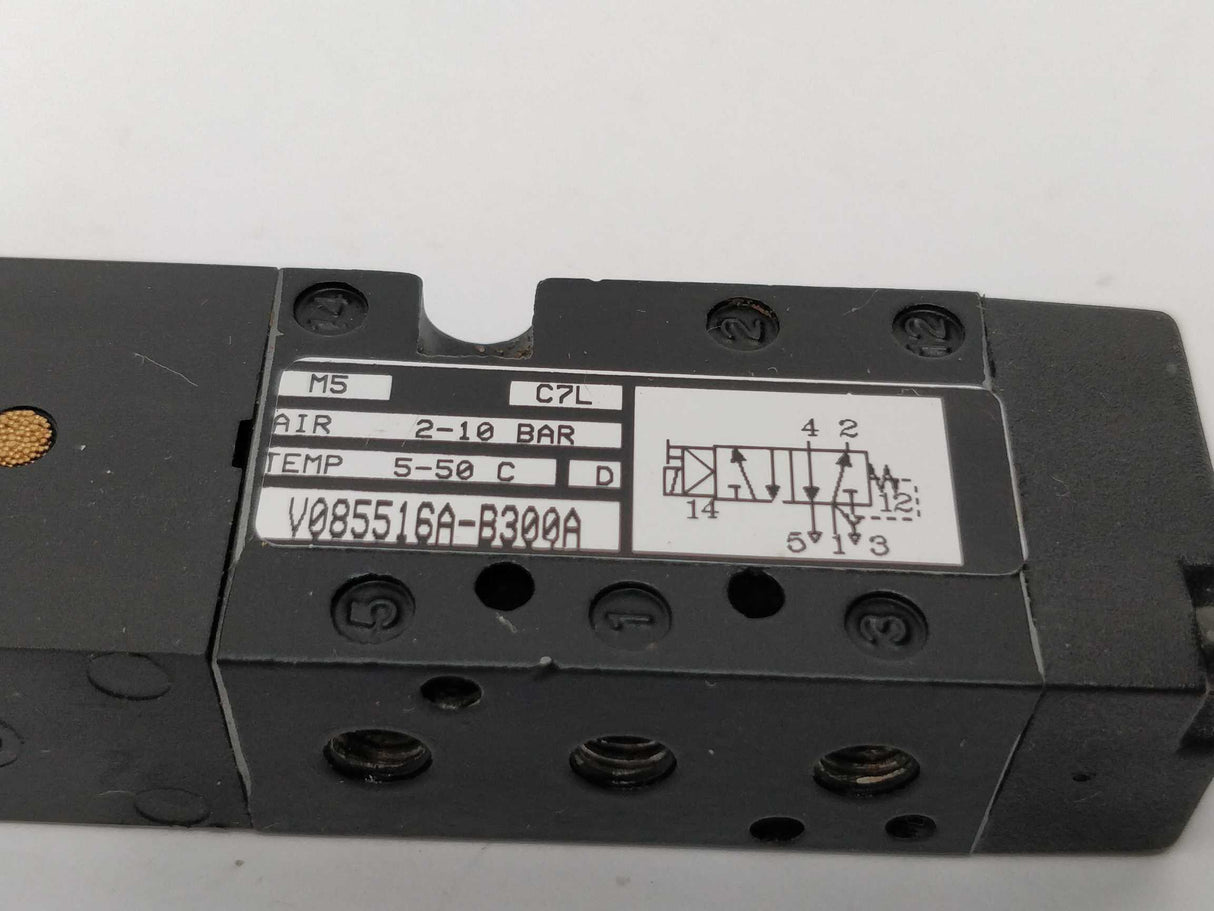 14 2 12
M5 C7L
AIR 2-10 BAR
TEMP 5-50 C D
V085516A-B300A
4 2
14 12
5 1 3
5 1 3